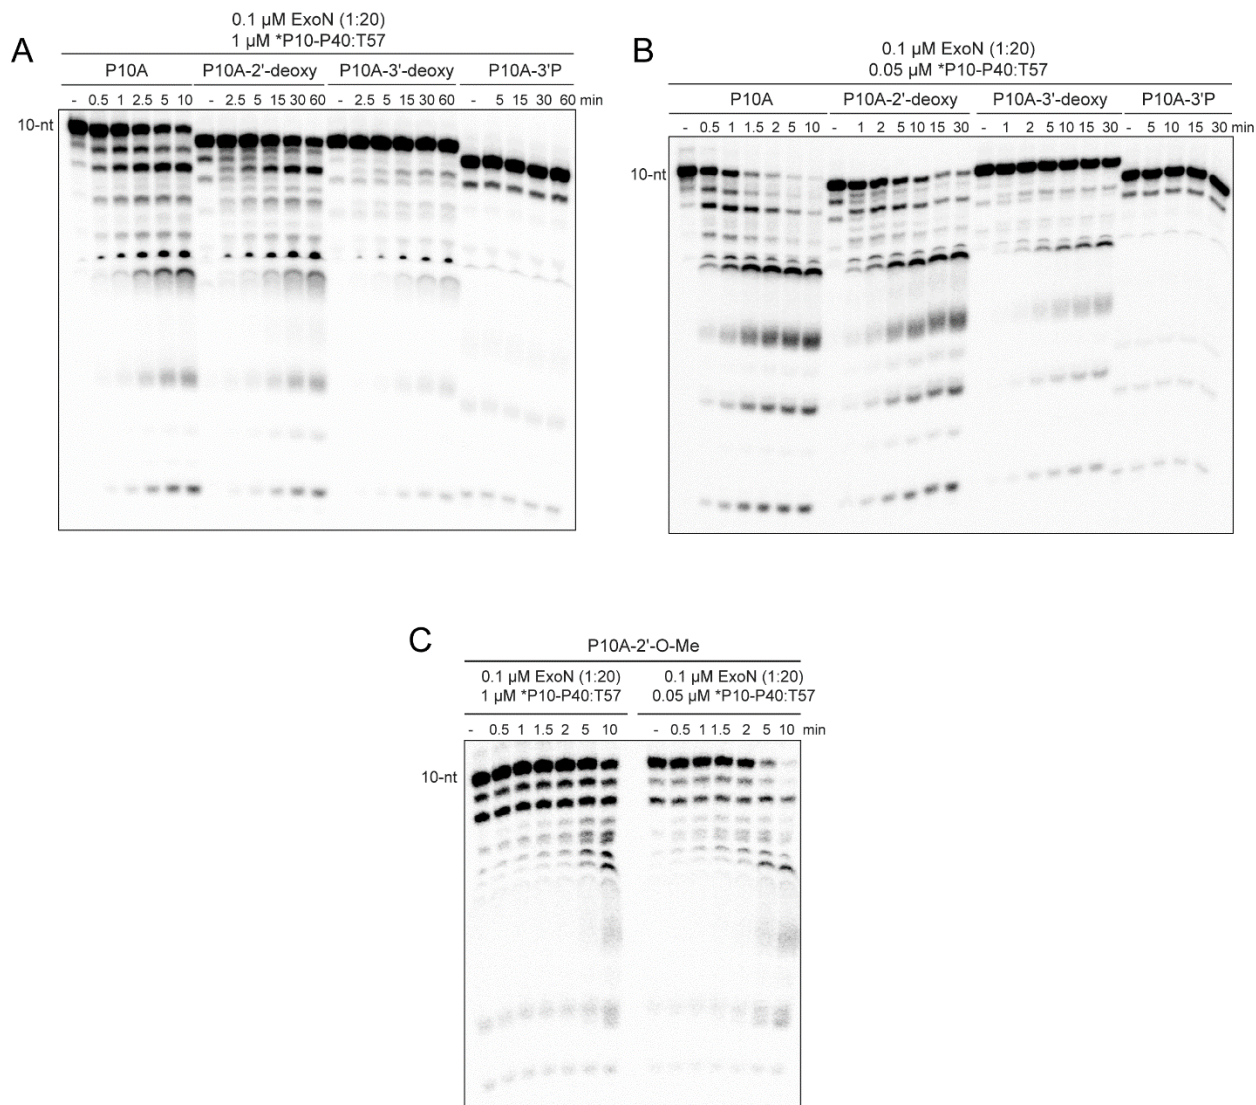 A
0.1 µM ExoN (1:20)
1 µM *P10-P40:T57
P10A P10A-2'-deoxy P10A-3'-deoxy P10A-3'P
- 0.5 1 2.5 5 10 - 2.5 5 15 30 60 - 2.5 5 15 30 60 - 5 15 30 60 min
10-nt
B
0.1 µM ExoN (1:20)
0.05 µM *P10-P40:T57
P10A P10A-2'-deoxy P10A-3'-deoxy P10A-3'P
- 0.5 1 1.5 2 5 10 - 1 2 5 10 15 30 - 1 2 5 10 15 30 - 5 10 15 30 min
10-nt
C
P10A-2'-O-Me
0.1 µM ExoN (1:20) 0.1 µM ExoN (1:20)
1 µM *P10-P40:T57 0.05 µM *P10-P40:T57
- 0.5 1 1.5 2 5 10 - 0.5 1 1.5 2 5 10 min
10-nt